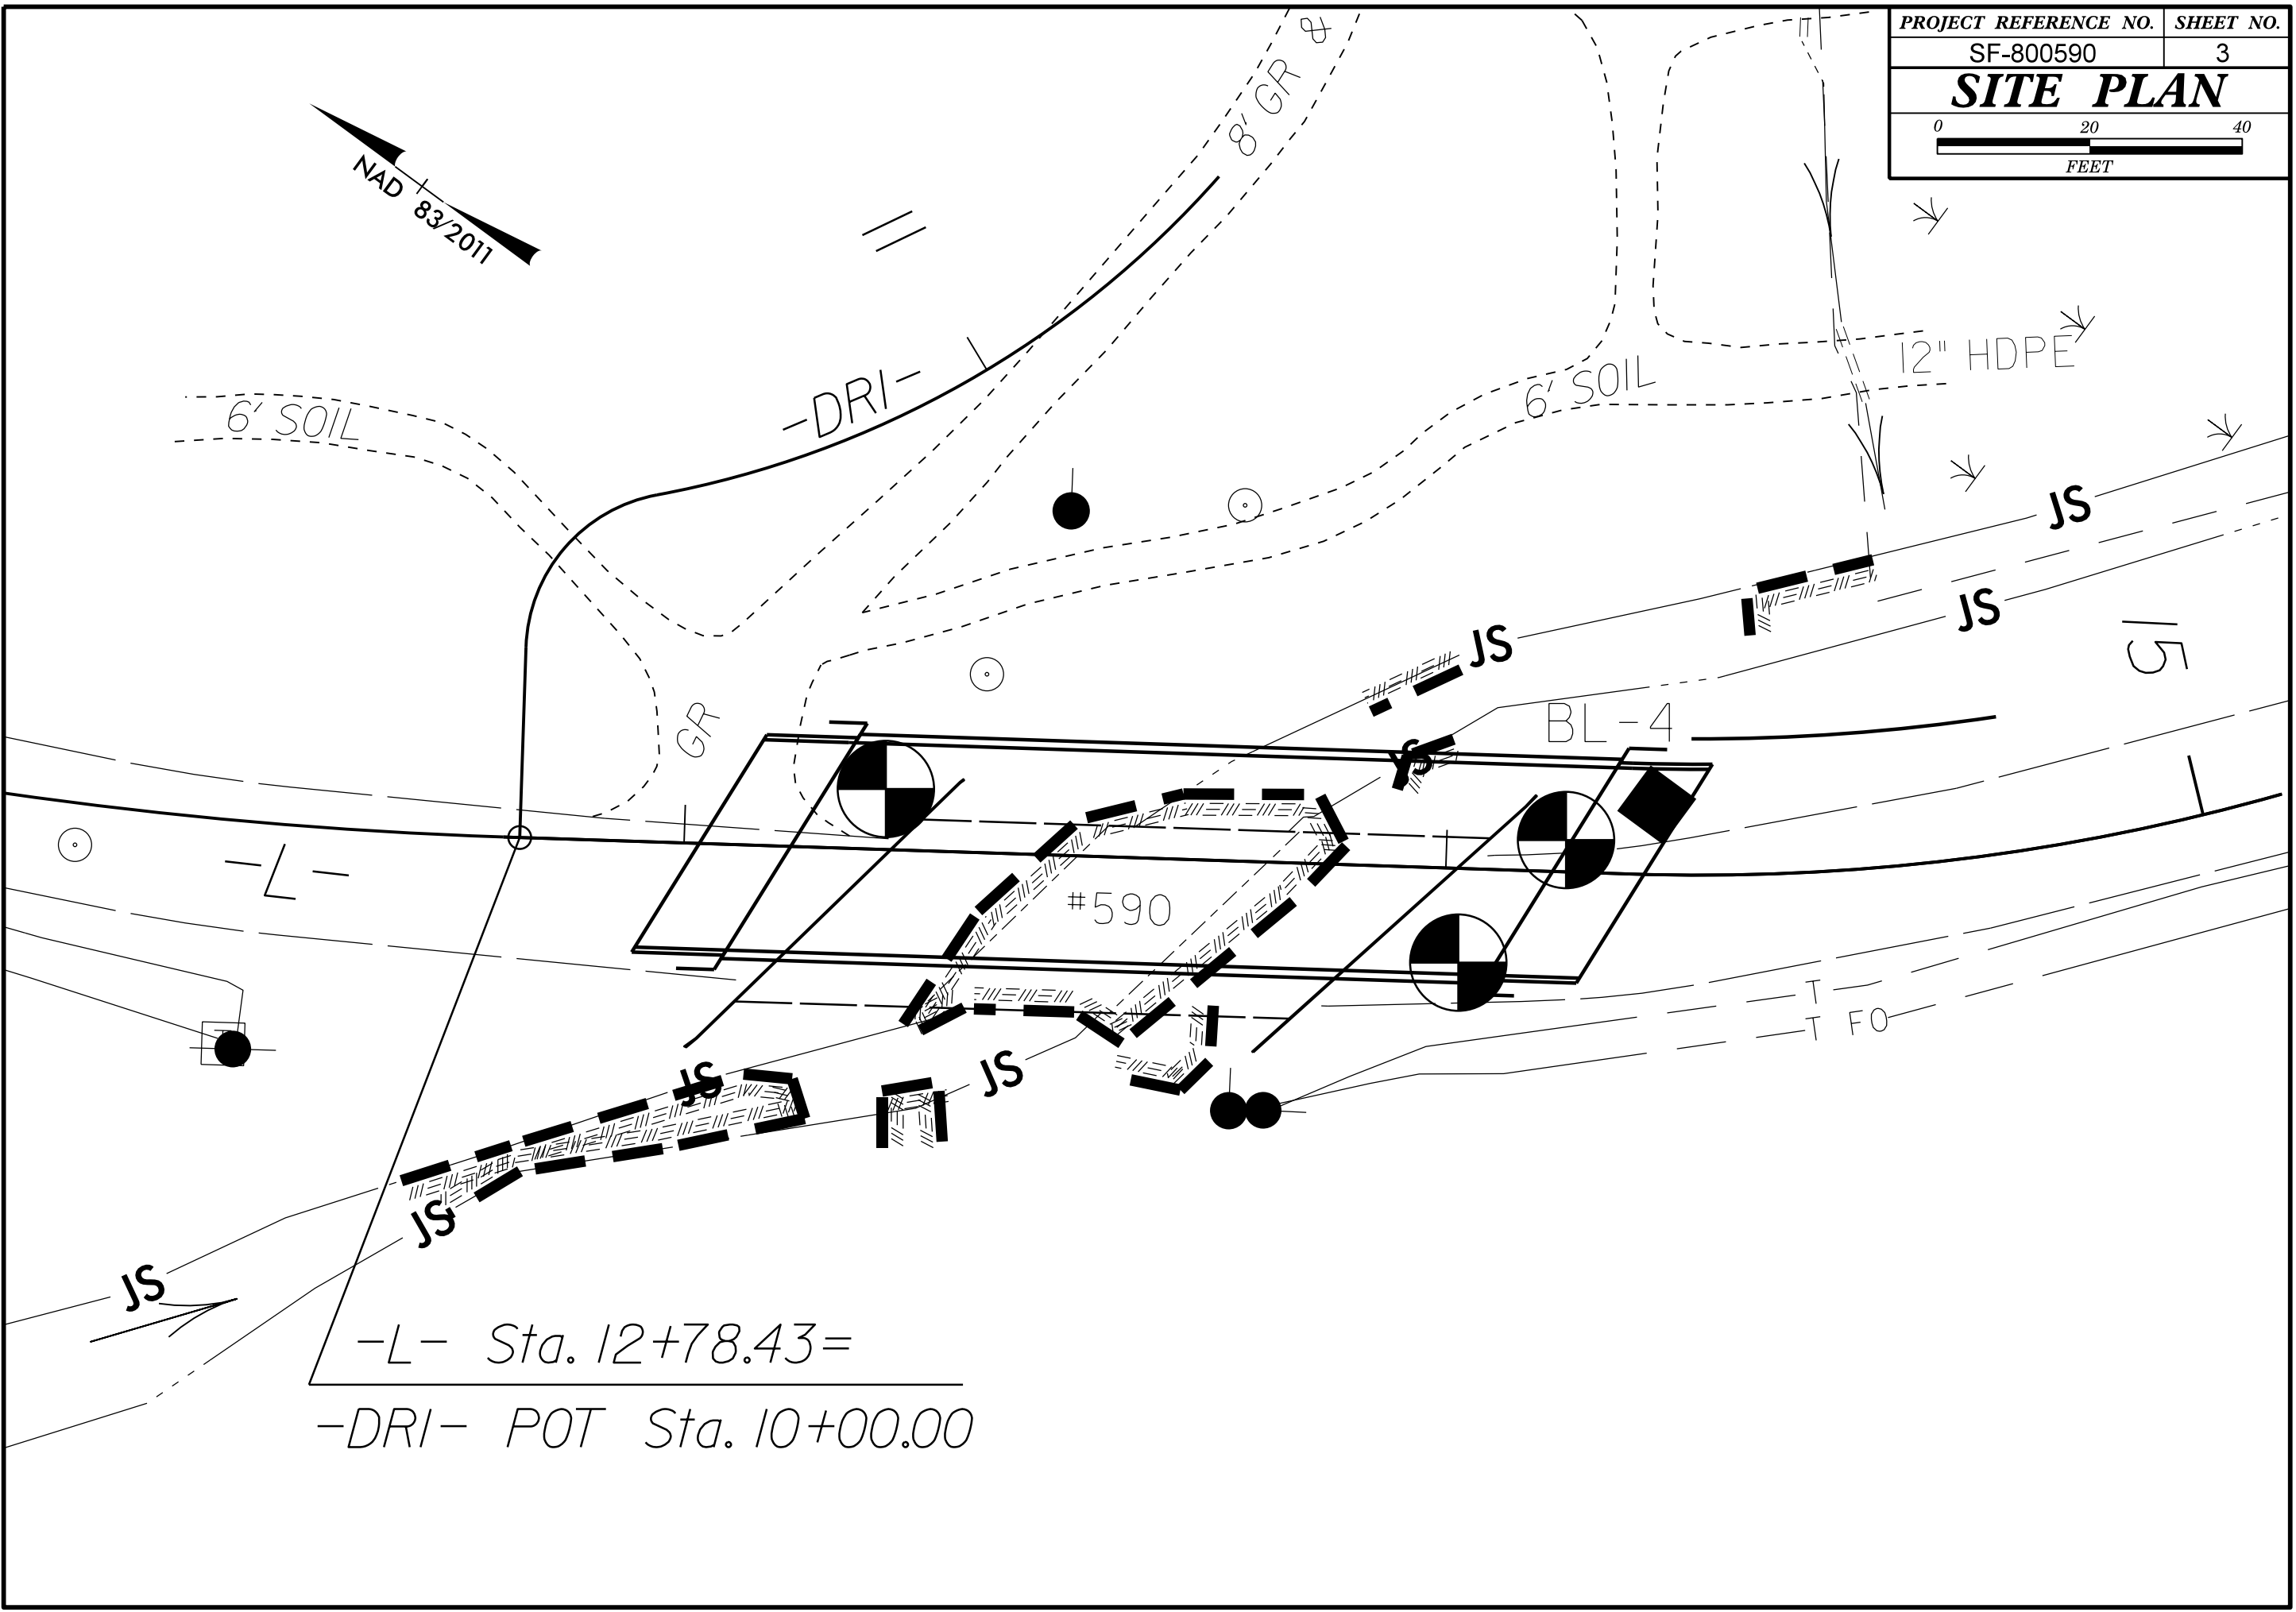 PROJECT REFERENCE NO. SHEET NO.
SF-800590 3
SITE PLAN
0 20 40
FEET
8' GR &
NAD 83/2011
-DRI-
6' SOIL
6' SOIL
12" HDPE
JS
JS
JS
15
GR
BL-4
JS
-L-
#590
T
T FO
JS
JS
JS
JS
-L- Sta. 12+78.43=
-DRI- POT Sta. 10+00.00